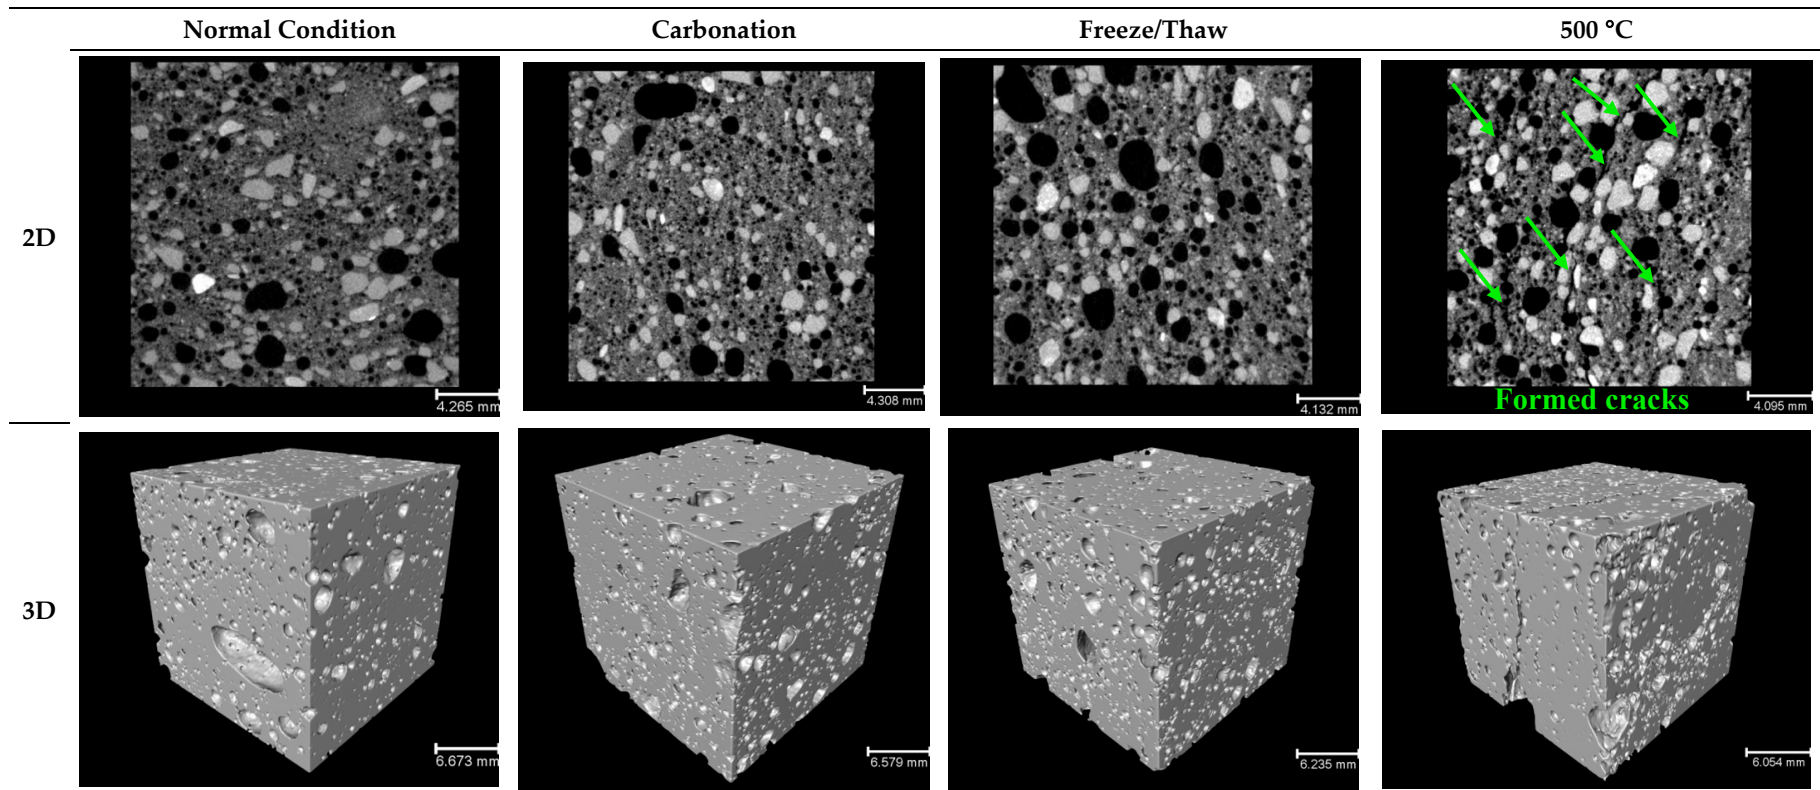 Normal Condition Carbonation Freeze/Thaw 500 °C
2D
4.265 mm 4.308 mm 4.132 mm 4.095 mm
Formed cracks
3D
6.673 mm 6.579 mm 6.235 mm 6.054 mm